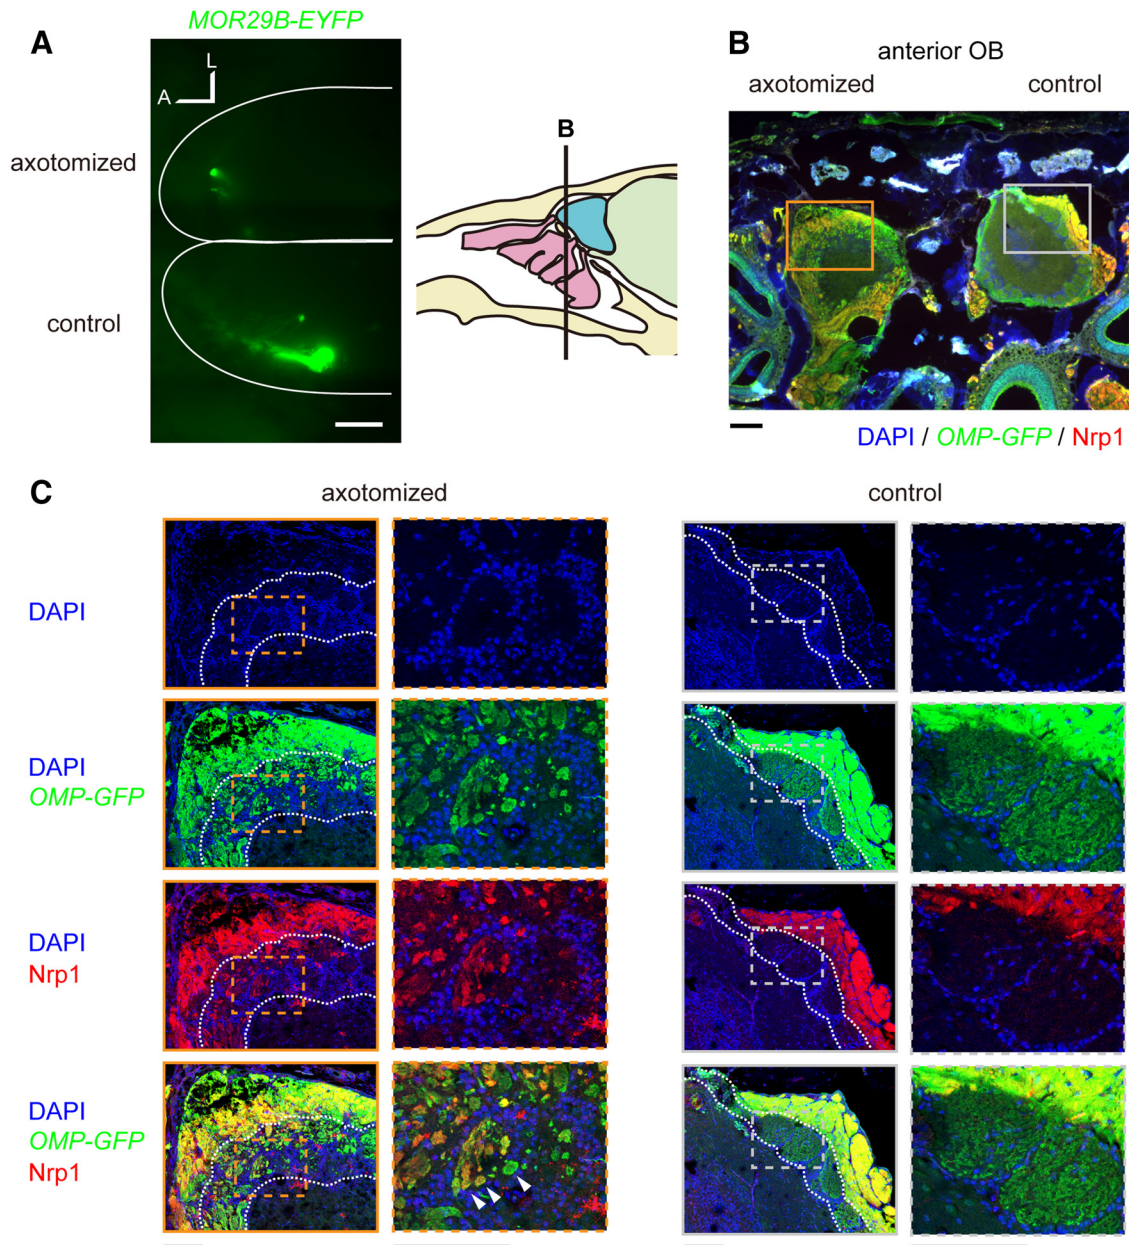 A
MOR29B-EYFP
L
A
axotomized
control
B
B
anterior OB
axotomized
control
DAPI / OMP-GFP / Nrp1
C
axotomized
control
DAPI
DAPI
OMP-GFP
DAPI
Nrp1
DAPI
OMP-GFP
Nrp1